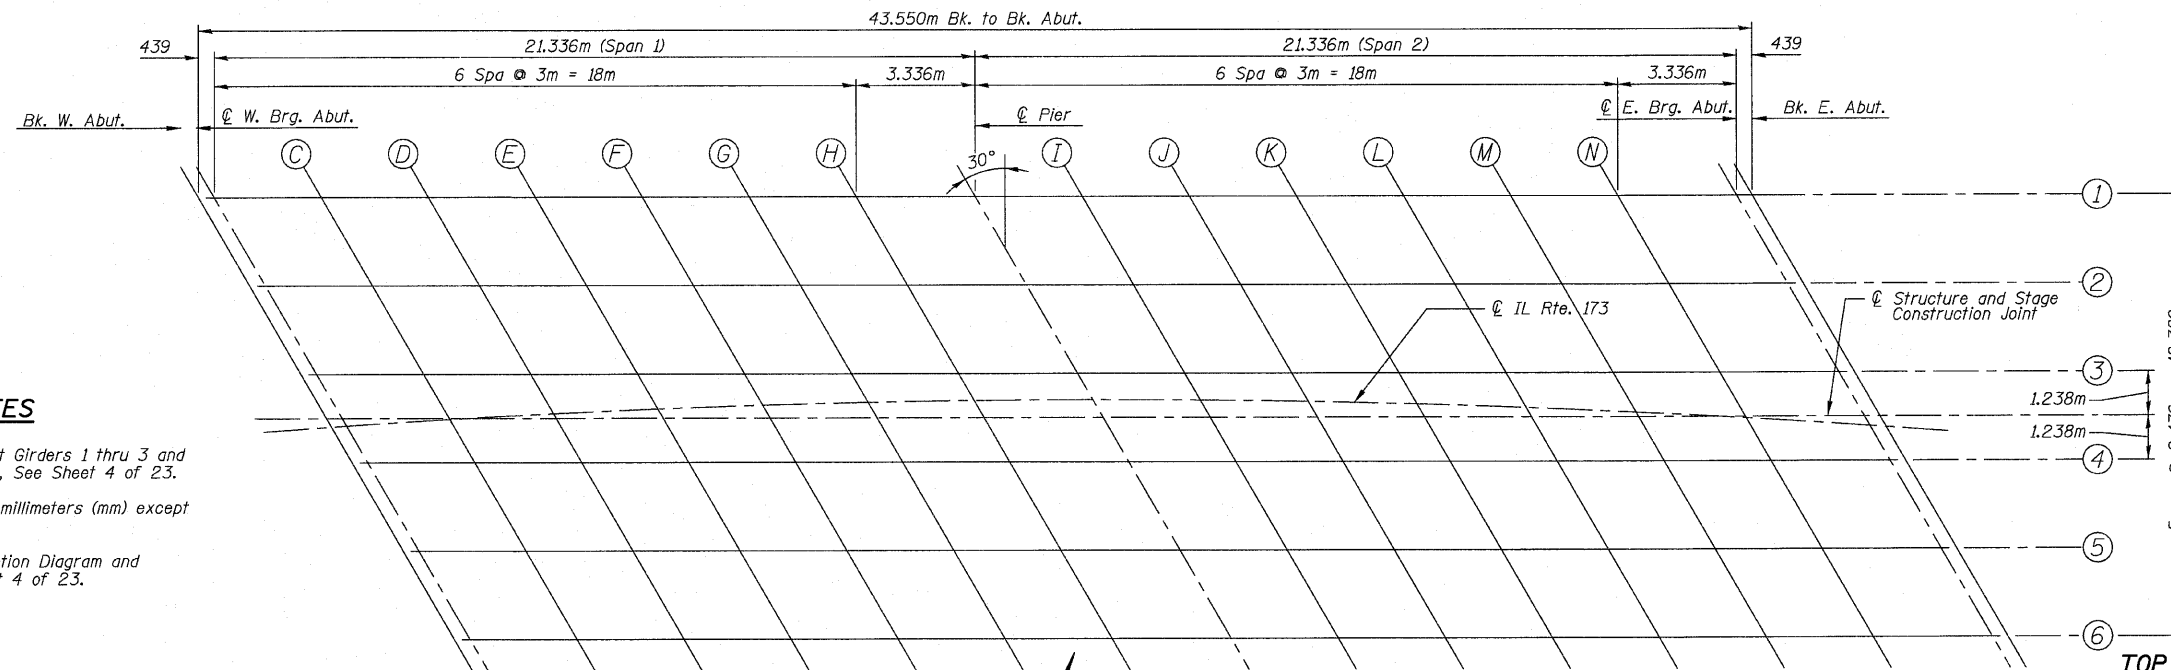 43.550m Bk. to Bk. Abut.
439
21.336m (Span 1)
21.336m (Span 2)
439
6 Spa @ 3m = 18m
3.336m
6 Spa @ 3m = 18m
3.336m
Bk. W. Abut.
℄ W. Brg. Abut.
℄ Pier
℄ E. Brg. Abut.
Bk. E. Abut.
C
D
E
F
G
H
30°
I
J
K
L
M
N
1
2
℄ IL Rte. 173
℄ Structure and Stage
Construction Joint
3
1.238m
1.238m
4
t Girders 1 thru 3 and
, See Sheet 4 of 23.
millimeters (mm) except
5
tion Diagram and
t 4 of 23.
6
TOP